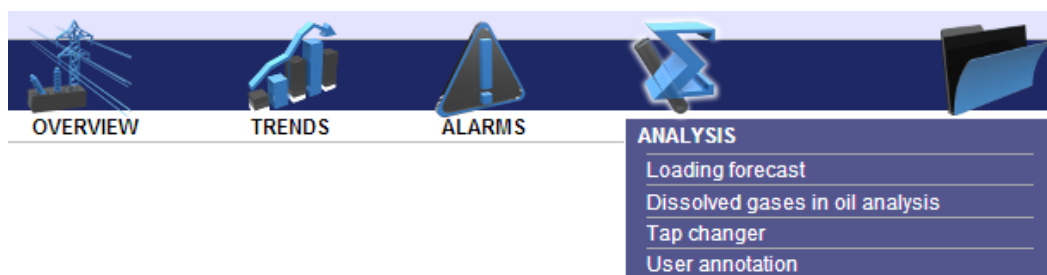 OVERVIEW TRENDS ALARMS
ANALYSIS
Loading forecast
Dissolved gases in oil analysis
Tap changer
User annotation